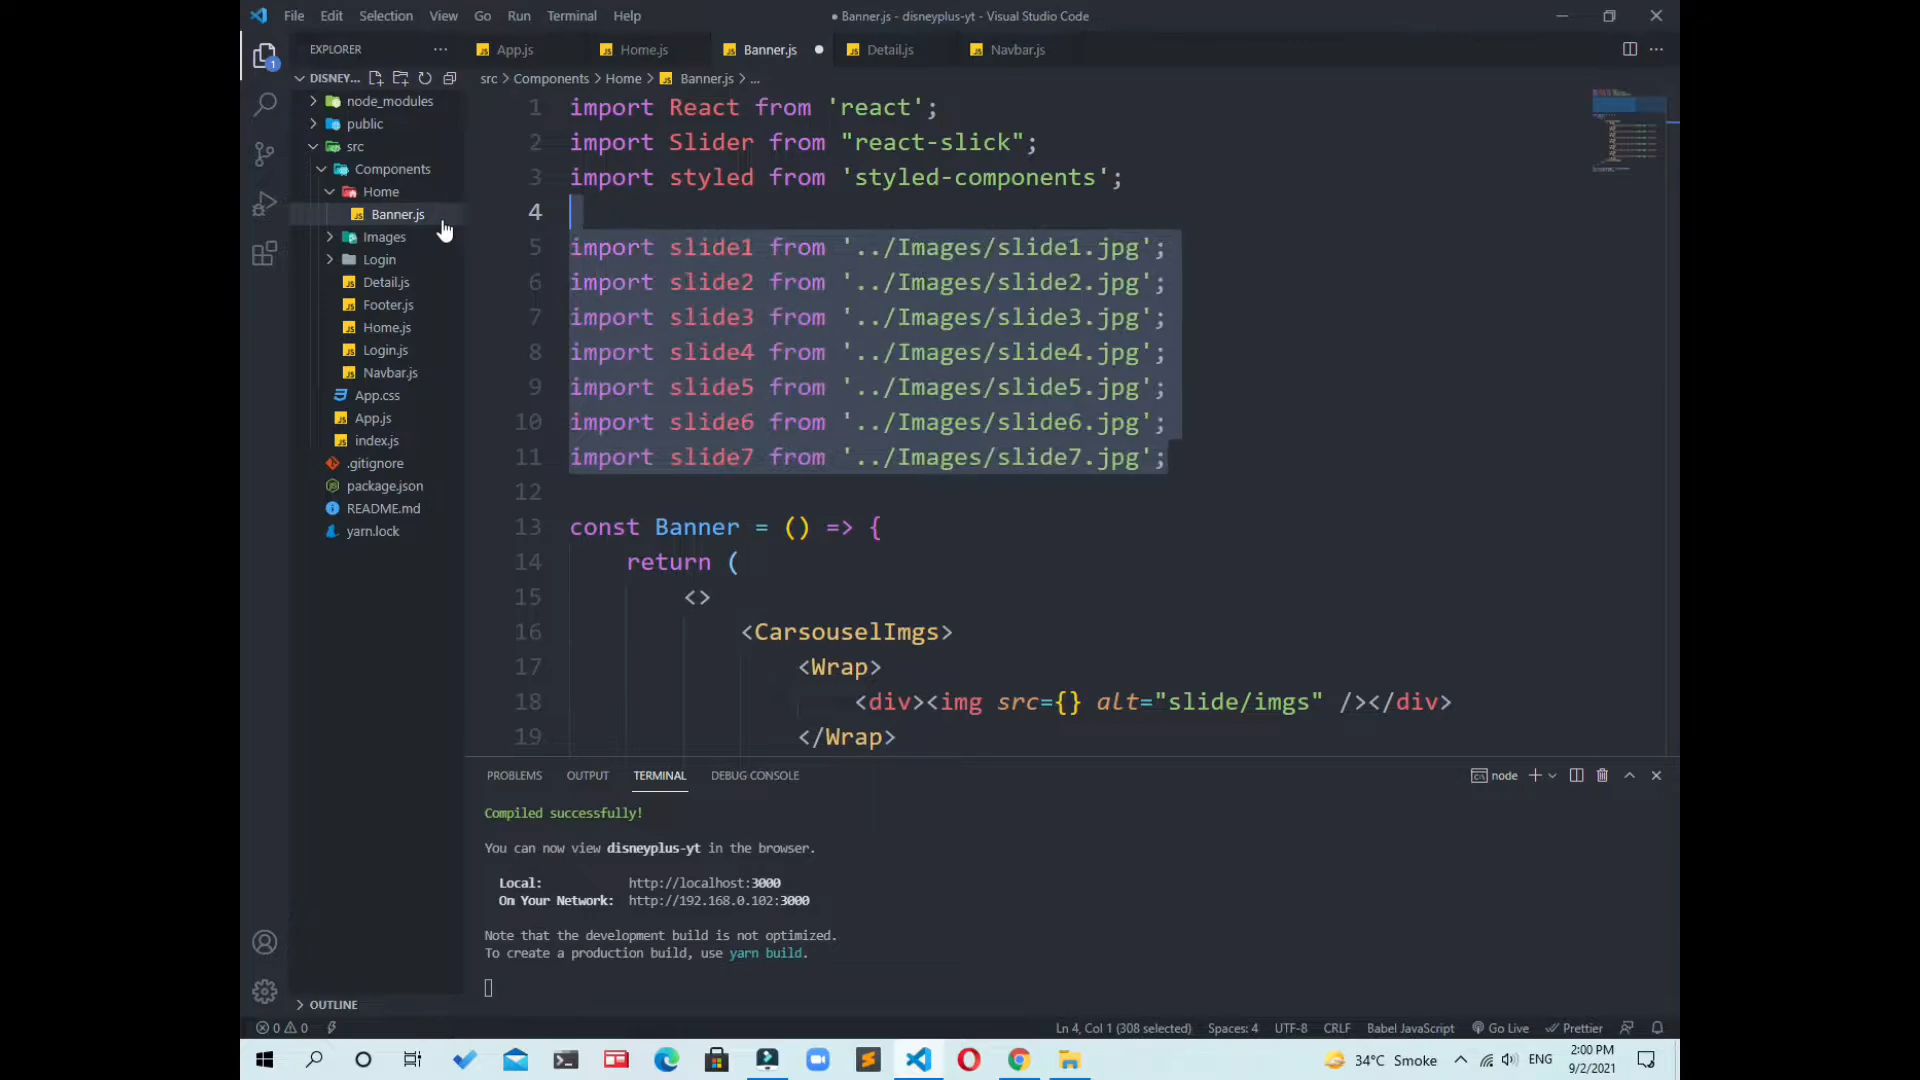 File Edit Selection View Go Run Terminal Help
● Banner.js - disneyplus-yt - Visual Studio Code
EXPLORER ...
App.js Home.js Banner.js ● Detail.js Navbar.js
1
DISNEY...
src > Components > Home > Banner.js > ...
node_modules
public
src
Components
Home
Banner.js
Images
Login
Detail.js
Footer.js
Home.js
Login.js
Navbar.js
App.css
App.js
index.js
.gitignore
package.json
README.md
yarn.lock
OUTLINE
1 import React from 'react';
2 import Slider from "react-slick";
3 import styled from 'styled-components';
4
5 import slide1 from '../Images/slide1.jpg';
6 import slide2 from '../Images/slide2.jpg';
7 import slide3 from '../Images/slide3.jpg';
8 import slide4 from '../Images/slide4.jpg';
9 import slide5 from '../Images/slide5.jpg';
10 import slide6 from '../Images/slide6.jpg';
11 import slide7 from '../Images/slide7.jpg';
12
13 const Banner = () => {
14 return (
15 <>
16 <CarsouselImgs>
17 <Wrap>
18 <div><img src={} alt="slide/imgs" /></div>
19 </Wrap>
PROBLEMS OUTPUT TERMINAL DEBUG CONSOLE
node
Compiled successfully!
You can now view disneyplus-yt in the browser.
Local: http://localhost:3000
On Your Network: http://192.168.0.102:3000
Note that the development build is not optimized.
To create a production build, use yarn build.
0 0
Ln 4, Col 1 (308 selected) Spaces: 4 UTF-8 CRLF Babel JavaScript Go Live Prettier
34°C Smoke ENG
2:00 PM
9/2/2021